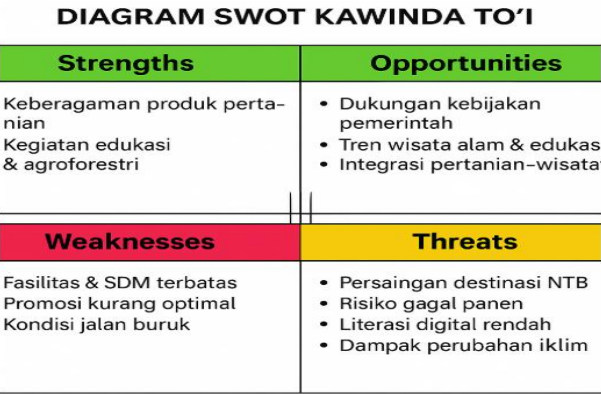 DIAGRAM SWOT KAWINDA TO'I
Strengths
Keberagaman produk perta-
nian
Kegiatan edukasi
& agroforestri
Opportunities
• Dukungan kebijakan
pemerintah
• Tren wisata alam & edukas
• Integrasi pertanian-wisata
Weaknesses
Fasilitas & SDM terbatas
Promosi kurang optimal
Kondisi jalan buruk
Threats
• Persaingan destinasi NTB
• Risiko gagal panen
• Literasi digital rendah
• Dampak perubahan iklim